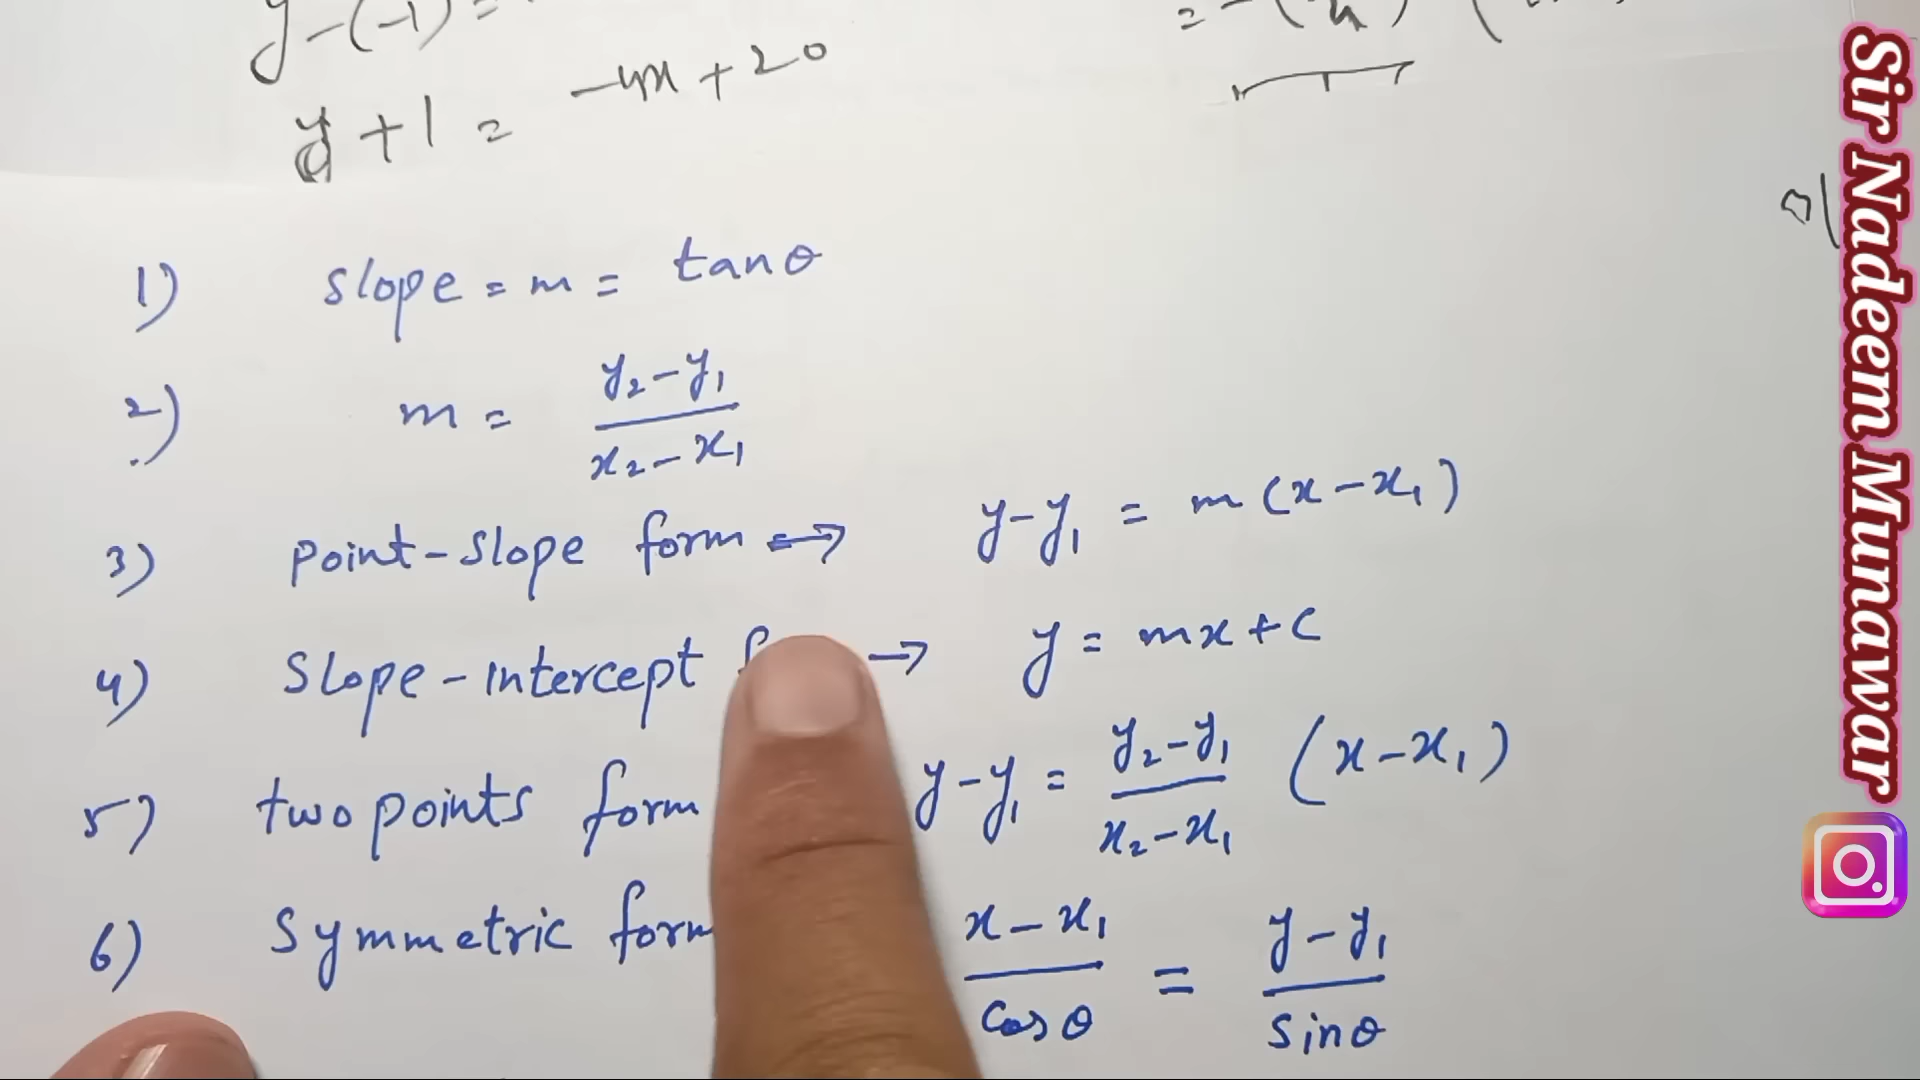 y-(-1) =
y+1 = -4x+20
1) slope = m = tanθ
2) m = y₂-y₁ / x₂-x₁
3) point-slope form → y-y₁ = m(x-x₁)
4) Slope-Intercept → y = mx+c
5) two points form y-y₁ = y₂-y₁ / x₂-x₁ (x-x₁)
6) Symmetric form x-x₁ / cosθ = y-y₁ / sinθ
Sir Nadeem Munawar